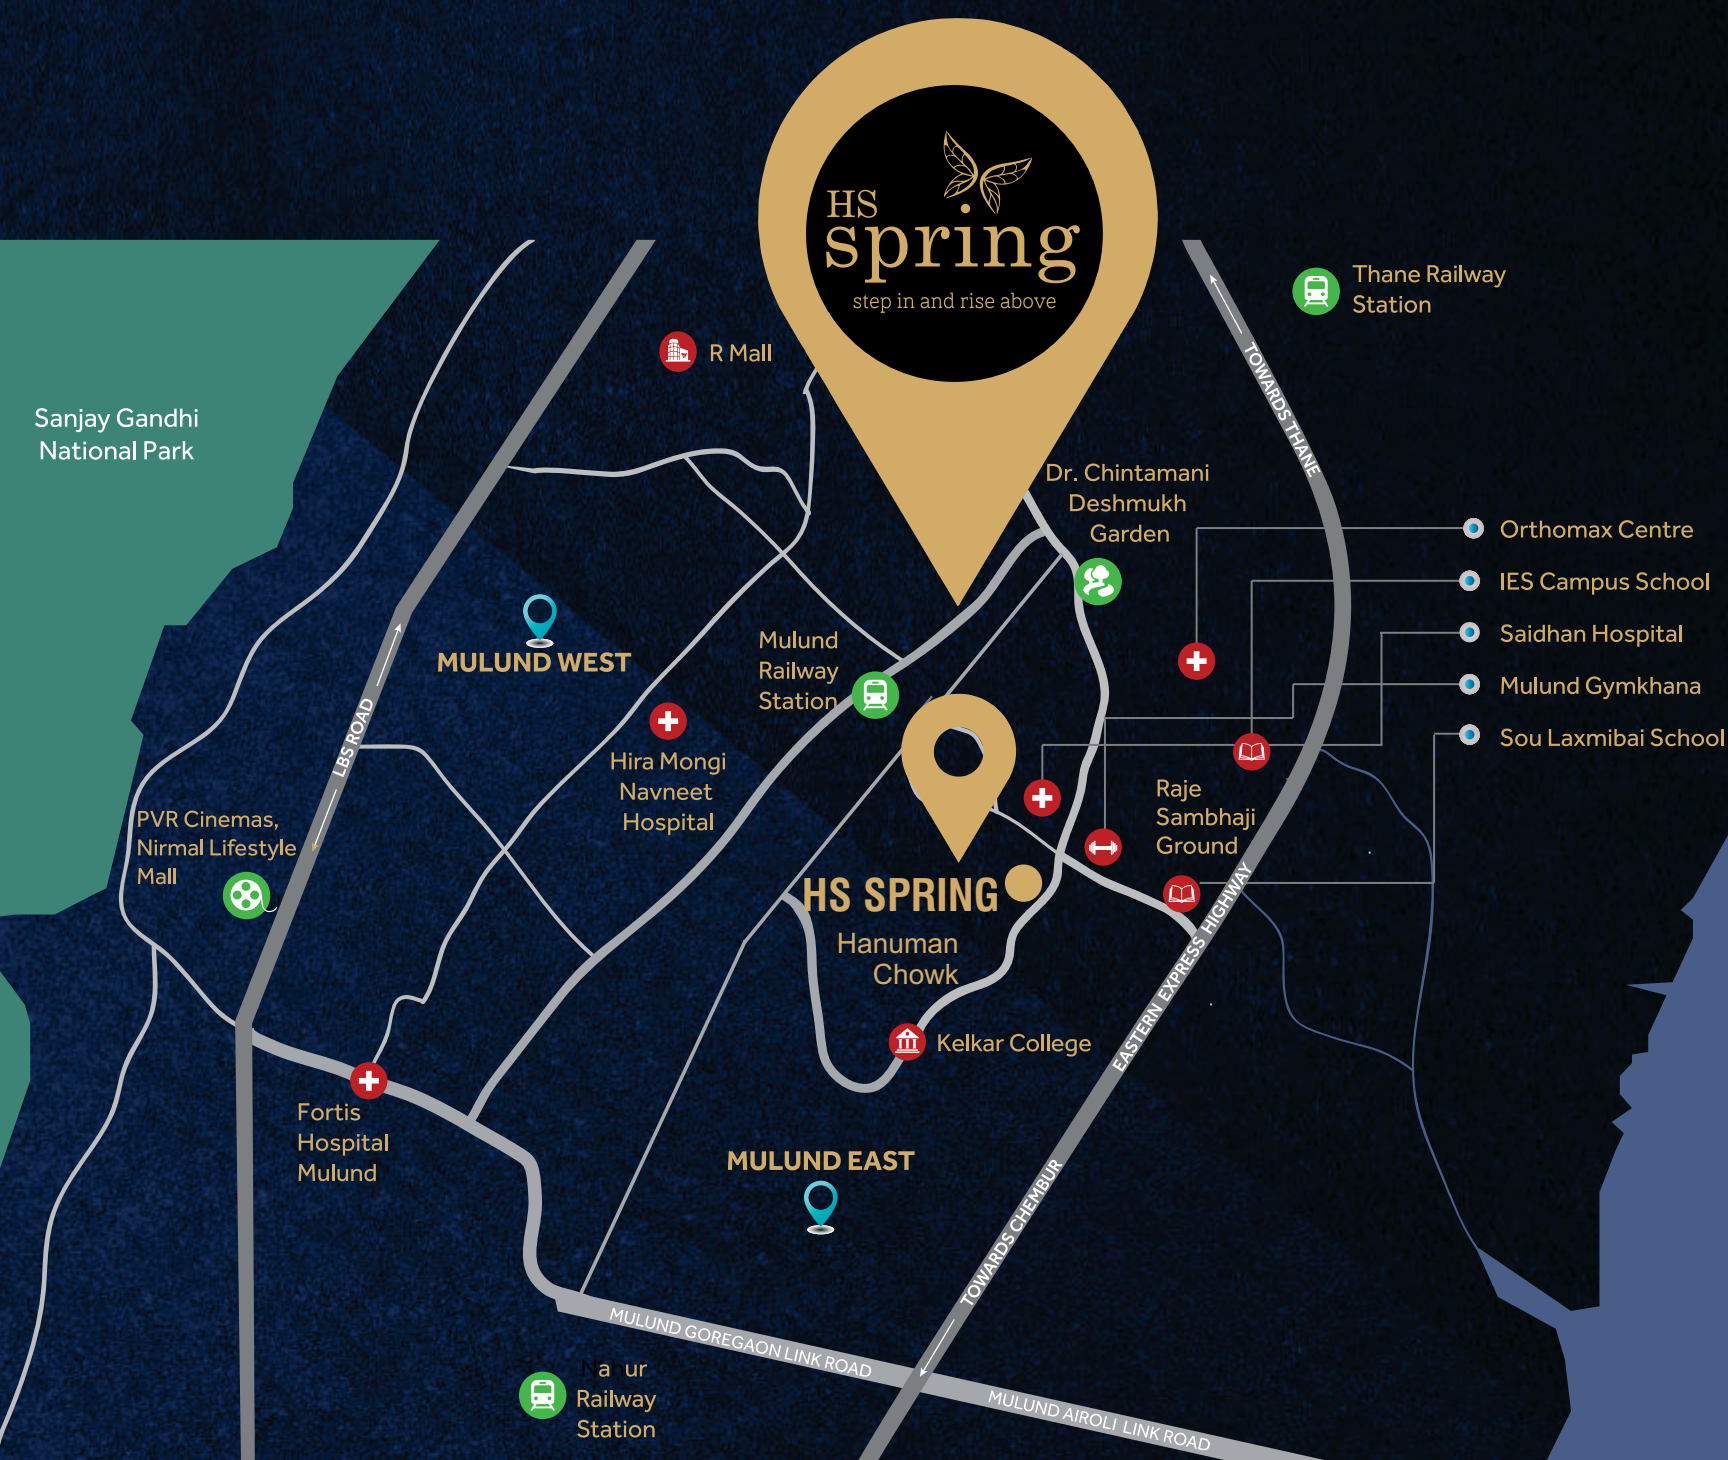 HS
spring
step in and rise above
Thane Railway
Station
TOWARDS THANE
R Mall
Sanjay Gandhi
National Park
Dr. Chintamani
Deshmukh
Garden
Orthomax Centre
IES Campus School
Saidhan Hospital
Mulund Gymkhana
Sou Laxmibai School
MULUND WEST
Mulund
Railway
Station
LBS ROAD
Hira Mongi
Navneet
Hospital
PVR Cinemas,
Nirmal Lifestyle
Mall
Raje
Sambhaji
Ground
HS SPRING
Hanuman
Chowk
EASTERN EXPRESS HIGHWAY
Kelkar College
Fortis
Hospital
Mulund
MULUND EAST
TOWARDS CHEMBUR
MULUND GOREGAON LINK ROAD
MULUND AIROLI LINK ROAD
Railway
Station